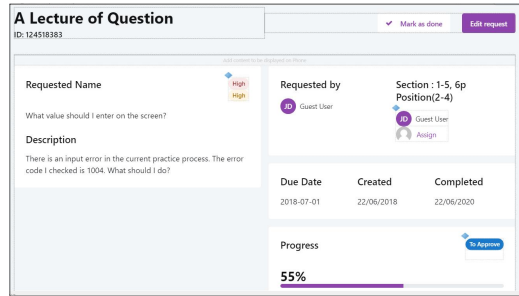 A Lecture of Question
ID: 124518383
Mark as done
Edit request
Requested Name
High
High
What value should I enter on the screen?
Description
There is an input error in the current practice process. The error
code I checked is 1004. What should I do?
Requested by
JD Guest User
Section : 1-5, 6p
Position(2-4)
JD Guest User
Assign
Due Date
Created
Completed
2018-07-01
22/06/2018
22/06/2020
Progress
To Approve
55%